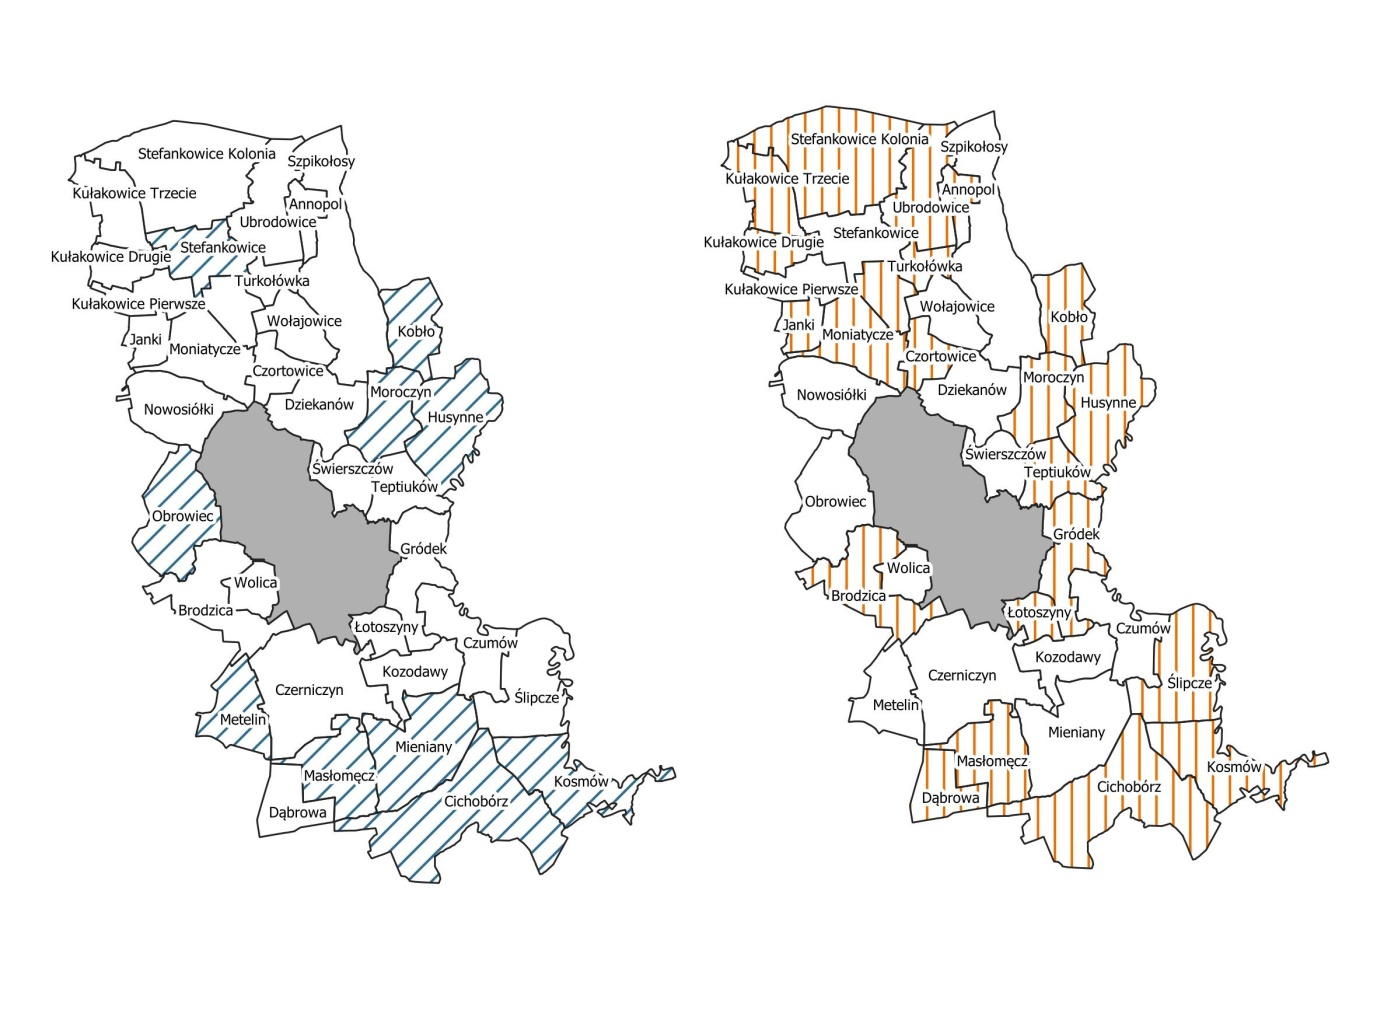 Stefankowice Kolonia
Szpikołosy
Kułakowice Trzecie
Annopol
Ubrodowice
Stefankowice
Kułakowice Drugie
Turkołówka
Kułakowice Pierwsze
Wołajowice
Kobło
Janki
Moniatycze
Czortowice
Moroczyn
Dziekanów
Nowosiółki
Husynne
Świerszczów
Teptiuków
Obrowiec
Gródek
Wolica
Brodzica
Łotoszyny
Czumów
Kozodawy
Czerniczyn
Ślipcze
Metelin
Mieniany
Masłomęcz
Kosmów
Cichobórz
Dąbrowa
Stefankowice Kolonia
Szpikołosy
Kułakowice Trzecie
Annopol
Ubrodowice
Stefankowice
Kułakowice Drugie
Turkołówka
Kułakowice Pierwsze
Wołajowice
Kobło
Janki
Moniatycze
Czortowice
Moroczyn
Dziekanów
Nowosiółki
Husynne
Świerszczów
Teptiuków
Obrowiec
Gródek
Wolica
Brodzica
Łotoszyny
Czumów
Kozodawy
Czerniczyn
Ślipcze
Metelin
Mieniany
Masłomęcz
Kosmów
Cichobórz
Dąbrowa